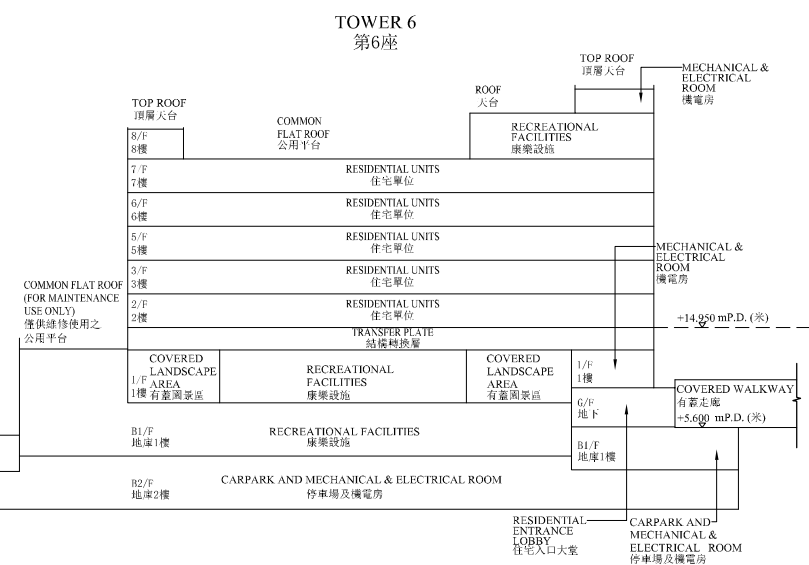 TOWER 6
第6座
TOP ROOF
頂層天台
MECHANICAL &
ELECTRICAL
ROOM
機電房
ROOF
天台
TOP ROOF
頂層天台
COMMON
FLAT ROOF
公用平台
RECREATIONAL
FACILITIES
康樂設施
8/F
8樓
7/F
7樓
RESIDENTIAL UNITS
住宅單位
6/F
6樓
RESIDENTIAL UNITS
住宅單位
5/F
5樓
RESIDENTIAL UNITS
住宅單位
MECHANICAL &
ELECTRICAL
ROOM
機電房
3/F
3樓
RESIDENTIAL UNITS
住宅單位
COMMON FLAT ROOF
(FOR MAINTENANCE
USE ONLY)
僅供維修使用之
公用平台
2/F
2樓
RESIDENTIAL UNITS
住宅單位
+14.950 mP.D. (米)
TRANSFER PLATE
結構轉換層
1/F
1樓
COVERED
LANDSCAPE
AREA
有蓋園景區
RECREATIONAL
FACILITIES
康樂設施
COVERED
LANDSCAPE
AREA
有蓋園景區
1/F
1樓
G/F
地下
COVERED WALKWAY
有蓋走廊
+5.600 mP.D. (米)
B1/F
地庫1樓
RECREATIONAL FACILITIES
康樂設施
B1/F
地庫1樓
B2/F
地庫2樓
CARPARK AND MECHANICAL & ELECTRICAL ROOM
停車場及機電房
RESIDENTIAL
ENTRANCE
LOBBY
住宅入口大堂
CARPARK AND
MECHANICAL &
ELECTRICAL ROOM
停車場及機電房